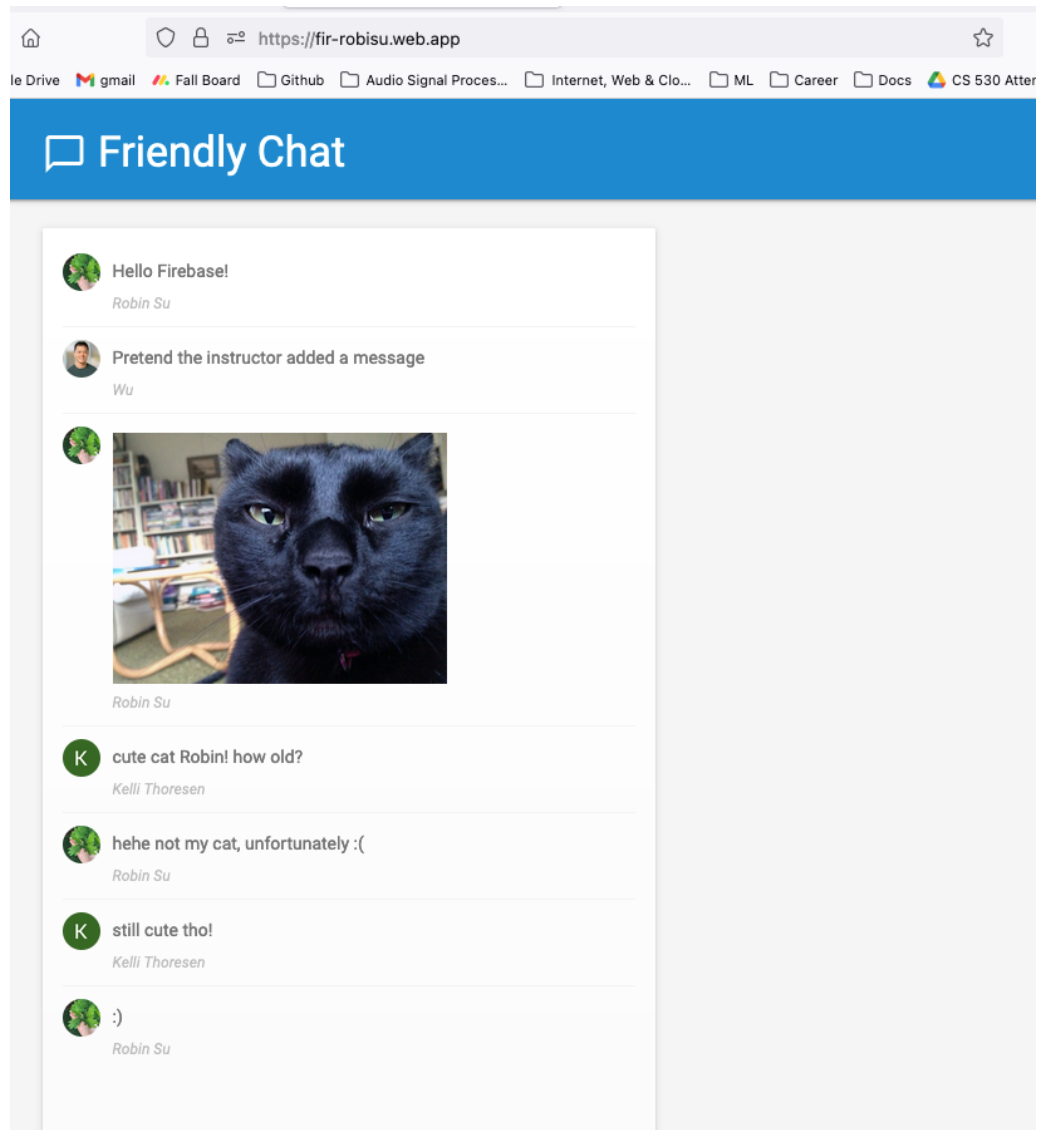 https://fir-robisu.web.app
le Drive gmail Fall Board Github Audio Signal Proces... Internet, Web & Clo... ML Career Docs CS 530 Atter
Friendly Chat
Hello Firebase!
Robin Su
Pretend the instructor added a message
Wu
Robin Su
K cute cat Robin! how old?
Kelli Thoresen
hehe not my cat, unfortunately :(
Robin Su
K still cute tho!
Kelli Thoresen
:)
Robin Su